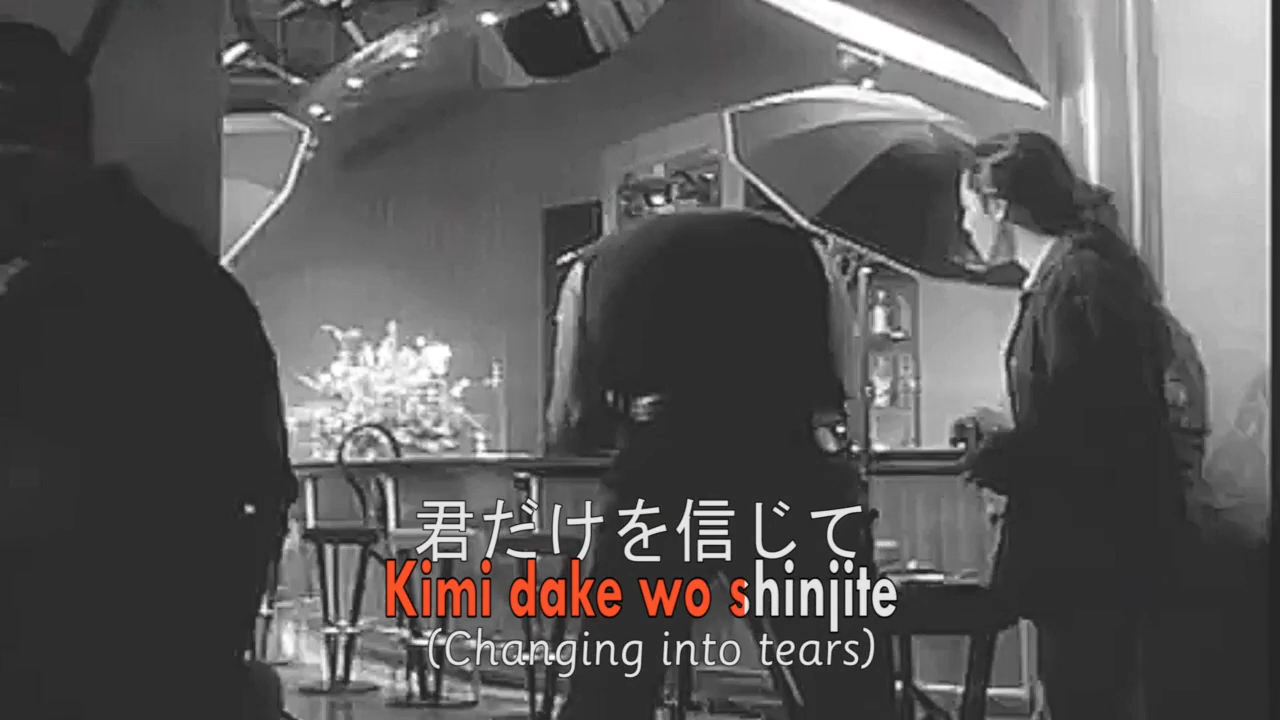 君だけを信じて
Kimi dake wo shinjite
(Changing into tears)